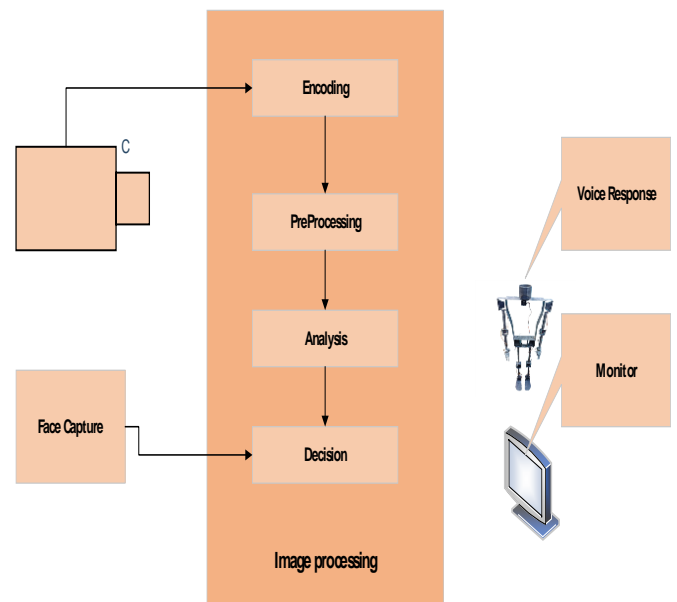 Encoding
C
PreProcessing
Voice Response
Analysis
Monitor
Face Capture
Decision
Image processing